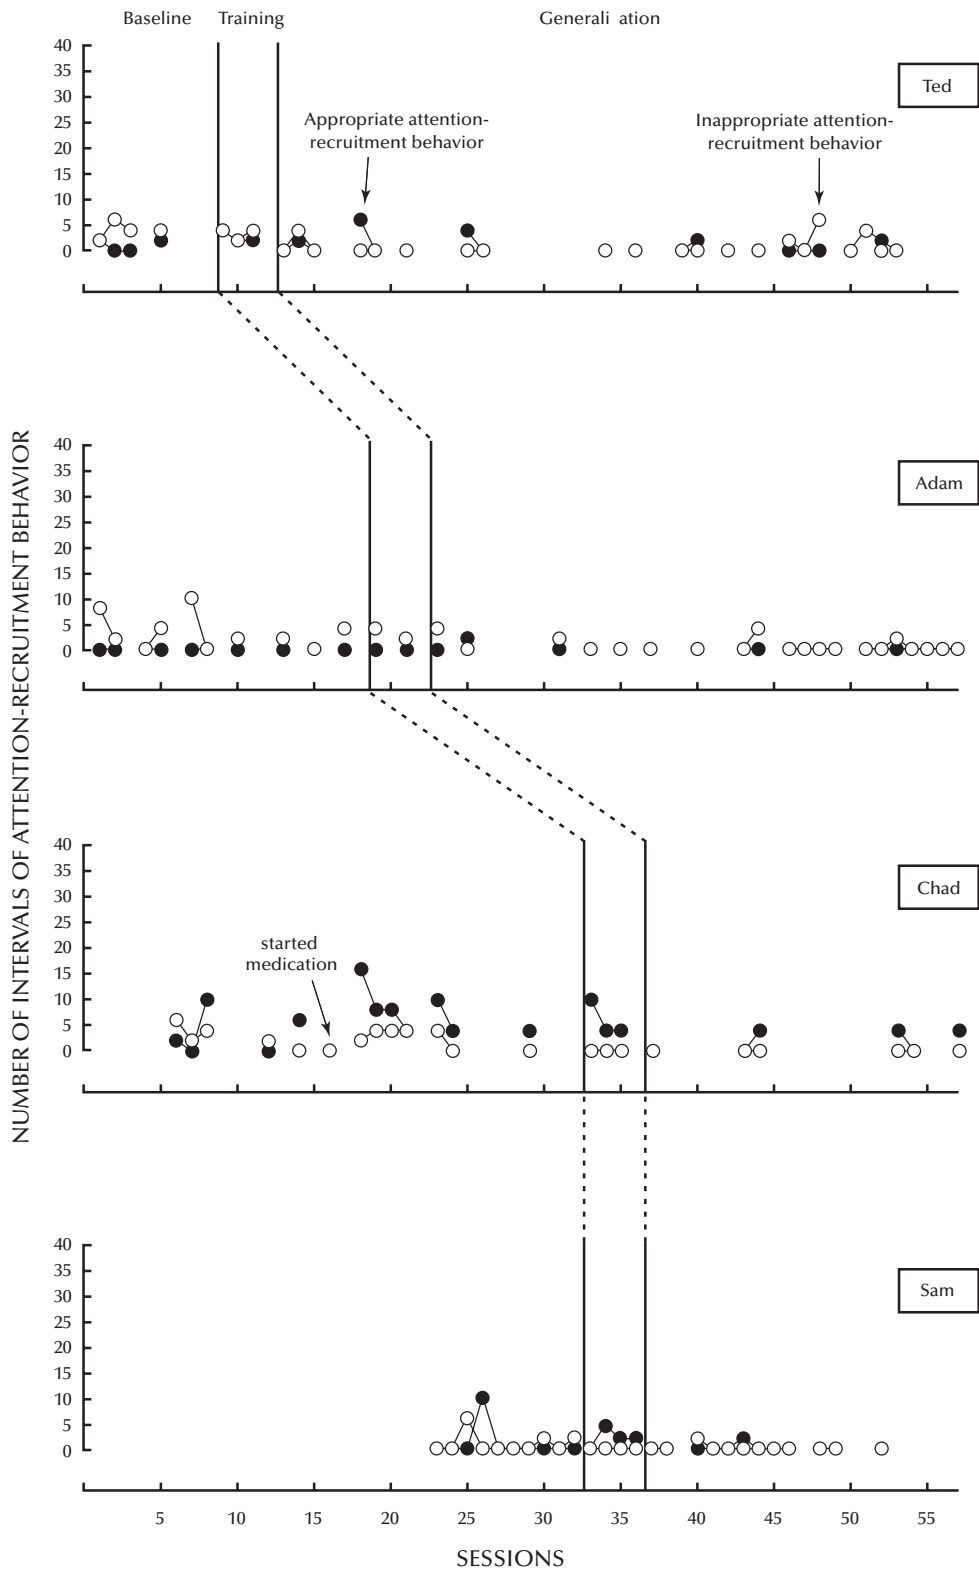 Baseline Training Generali ation
40
35
30
25
20
15
10
5
0
Ted
Appropriate attention-
recruitment behavior
Inappropriate attention-
recruitment behavior
NUMBER OF INTERVALS OF ATTENTION-RECRUITMENT BEHAVIOR
40
35
30
25
20
15
10
5
0
Adam
40
35
30
25
20
15
10
5
0
Chad
started
medication
40
35
30
25
20
15
10
5
0
Sam
5 10 15 20 25 30 35 40 45 50 55
SESSIONS